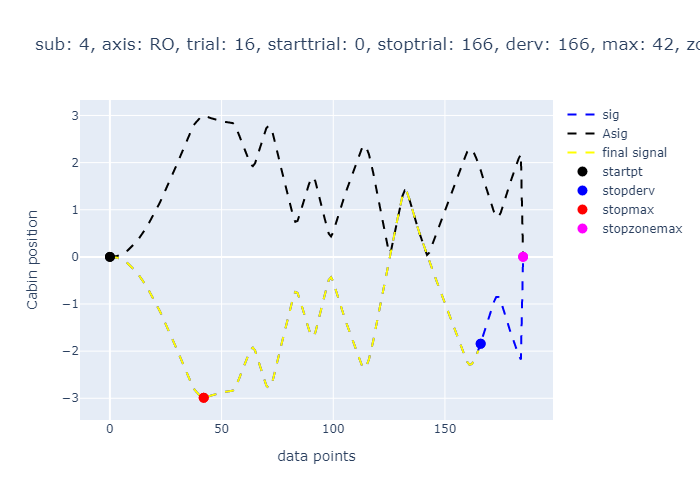 sub: 4, axis: RO, trial: 16, starttrial: 0, stoptrial: 166, derv: 166, max: 42, zo
sig
Asig
final signal
startpt
stopderv
stopmax
stopzonemax
Cabin position
3
2
1
0
−1
−2
−3
0
50
100
150
data points